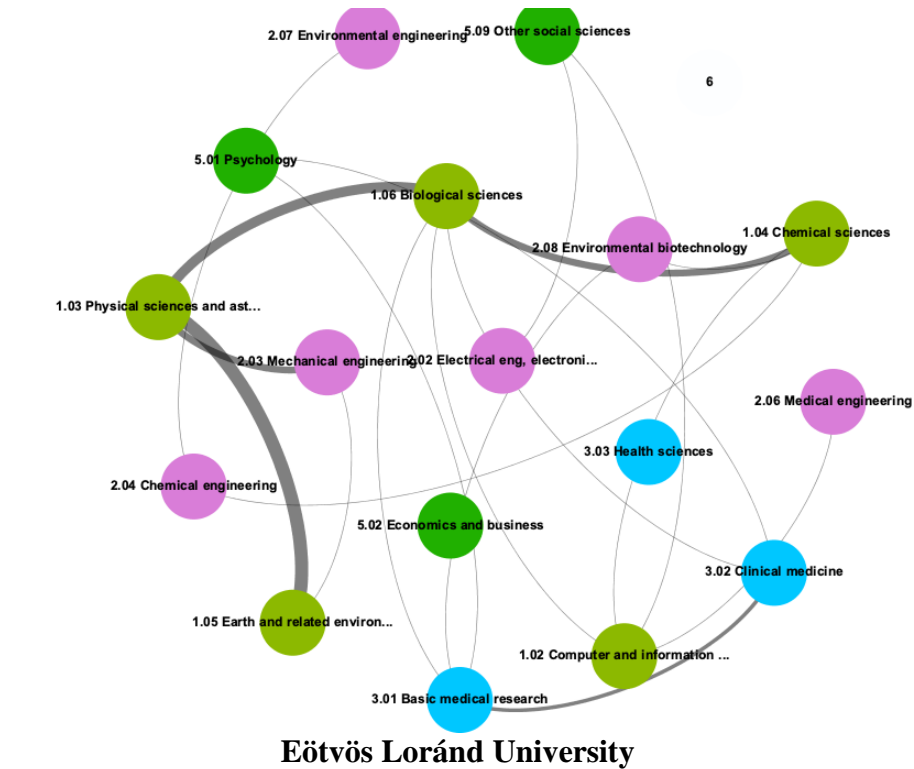 2.07 Environmental engineering
5.09 Other social sciences
6
5.01 Psychology
1.06 Biological sciences
1.04 Chemical sciences
2.08 Environmental biotechnology
1.03 Physical sciences and ast...
2.03 Mechanical engineering
2.02 Electrical eng, electroni...
2.06 Medical engineering
3.03 Health sciences
2.04 Chemical engineering
5.02 Economics and business
3.02 Clinical medicine
1.05 Earth and related environ...
1.02 Computer and information ...
3.01 Basic medical research
Eötvös Loránd University